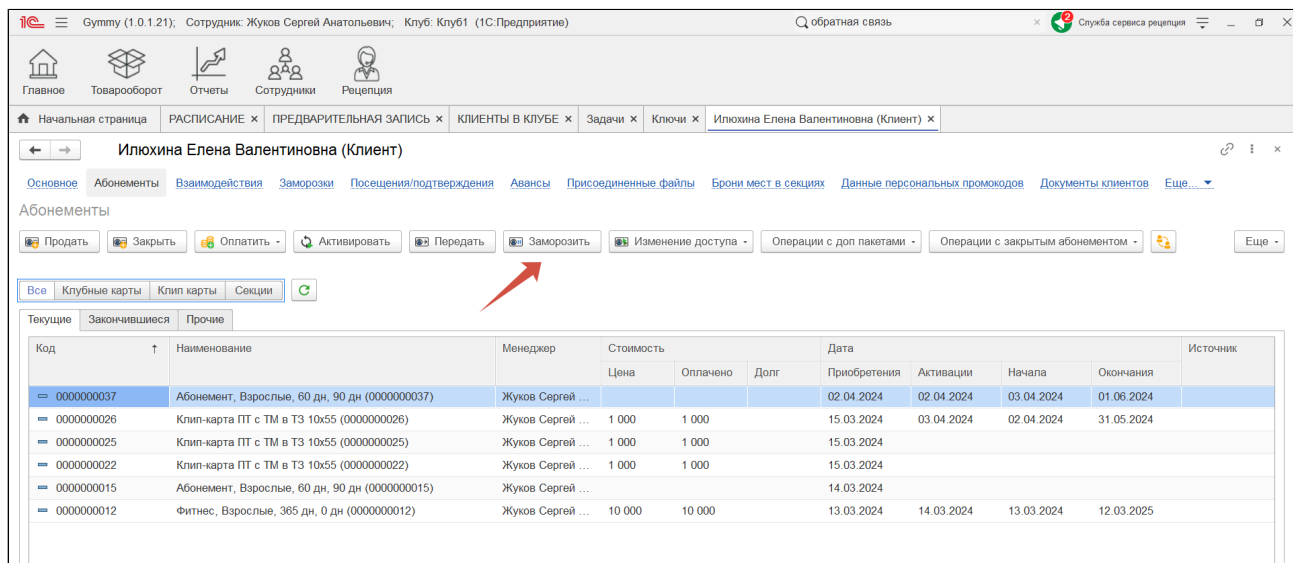 1С Gymmy (1.0.1.21); Сотрудник: Жуков Сергей Анатольевич; Клуб: Клуб1 (1С:Предприятие) обратная связь 2 Служба сервиса рецепция
Главное Товарооборот Отчеты Сотрудники Рецепция
Начальная страница РАСПИСАНИЕ ПРЕДВАРИТЕЛЬНАЯ ЗАПИСЬ КЛИЕНТЫ В КЛУБЕ Задачи Ключи Илюхина Елена Валентиновна (Клиент)
Илюхина Елена Валентиновна (Клиент)
Основное Абонементы Взаимодействия Заморозки Посещения/подтверждения Авансы Присоединенные файлы Брони мест в секциях Данные персональных промокодов Документы клиентов Еще...
Абонементы
Продать Закрыть Оплатить Активировать Передать Заморозить Изменение доступа Операции с доп пакетами Операции с закрытым абонементом Еще
Все Клубные карты Клип карты Секции
Текущие Закончившиеся Прочие
Код Наименование Менеджер Стоимость Дата Источник
Цена Оплачено Долг Приобретения Активации Начала Окончания
0000000037 Абонемент, Взрослые, 60 дн, 90 дн (0000000037) Жуков Сергей ... 02.04.2024 02.04.2024 03.04.2024 01.06.2024
0000000026 Клип-карта ПТ с ТМ в ТЗ 10х55 (0000000026) Жуков Сергей ... 1 000 1 000 15.03.2024 03.04.2024 02.04.2024 31.05.2024
0000000025 Клип-карта ПТ с ТМ в ТЗ 10х55 (0000000025) Жуков Сергей ... 1 000 1 000 15.03.2024
0000000022 Клип-карта ПТ с ТМ в ТЗ 10х55 (0000000022) Жуков Сергей ... 1 000 1 000 15.03.2024
0000000015 Абонемент, Взрослые, 60 дн, 90 дн (0000000015) Жуков Сергей ... 14.03.2024
0000000012 Фитнес, Взрослые, 365 дн, 0 дн (0000000012) Жуков Сергей ... 10 000 10 000 13.03.2024 14.03.2024 13.03.2024 12.03.2025